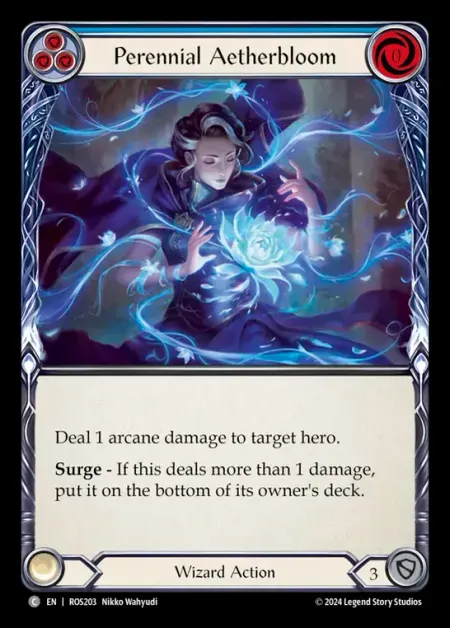 Perennial Aetherbloom
0
Deal 1 arcane damage to target hero.
Surge - If this deals more than 1 damage,
put it on the bottom of its owner's deck.
Wizard Action
3
C EN | ROS203 Nikko Wahyudi
© 2024 Legend Story Studios